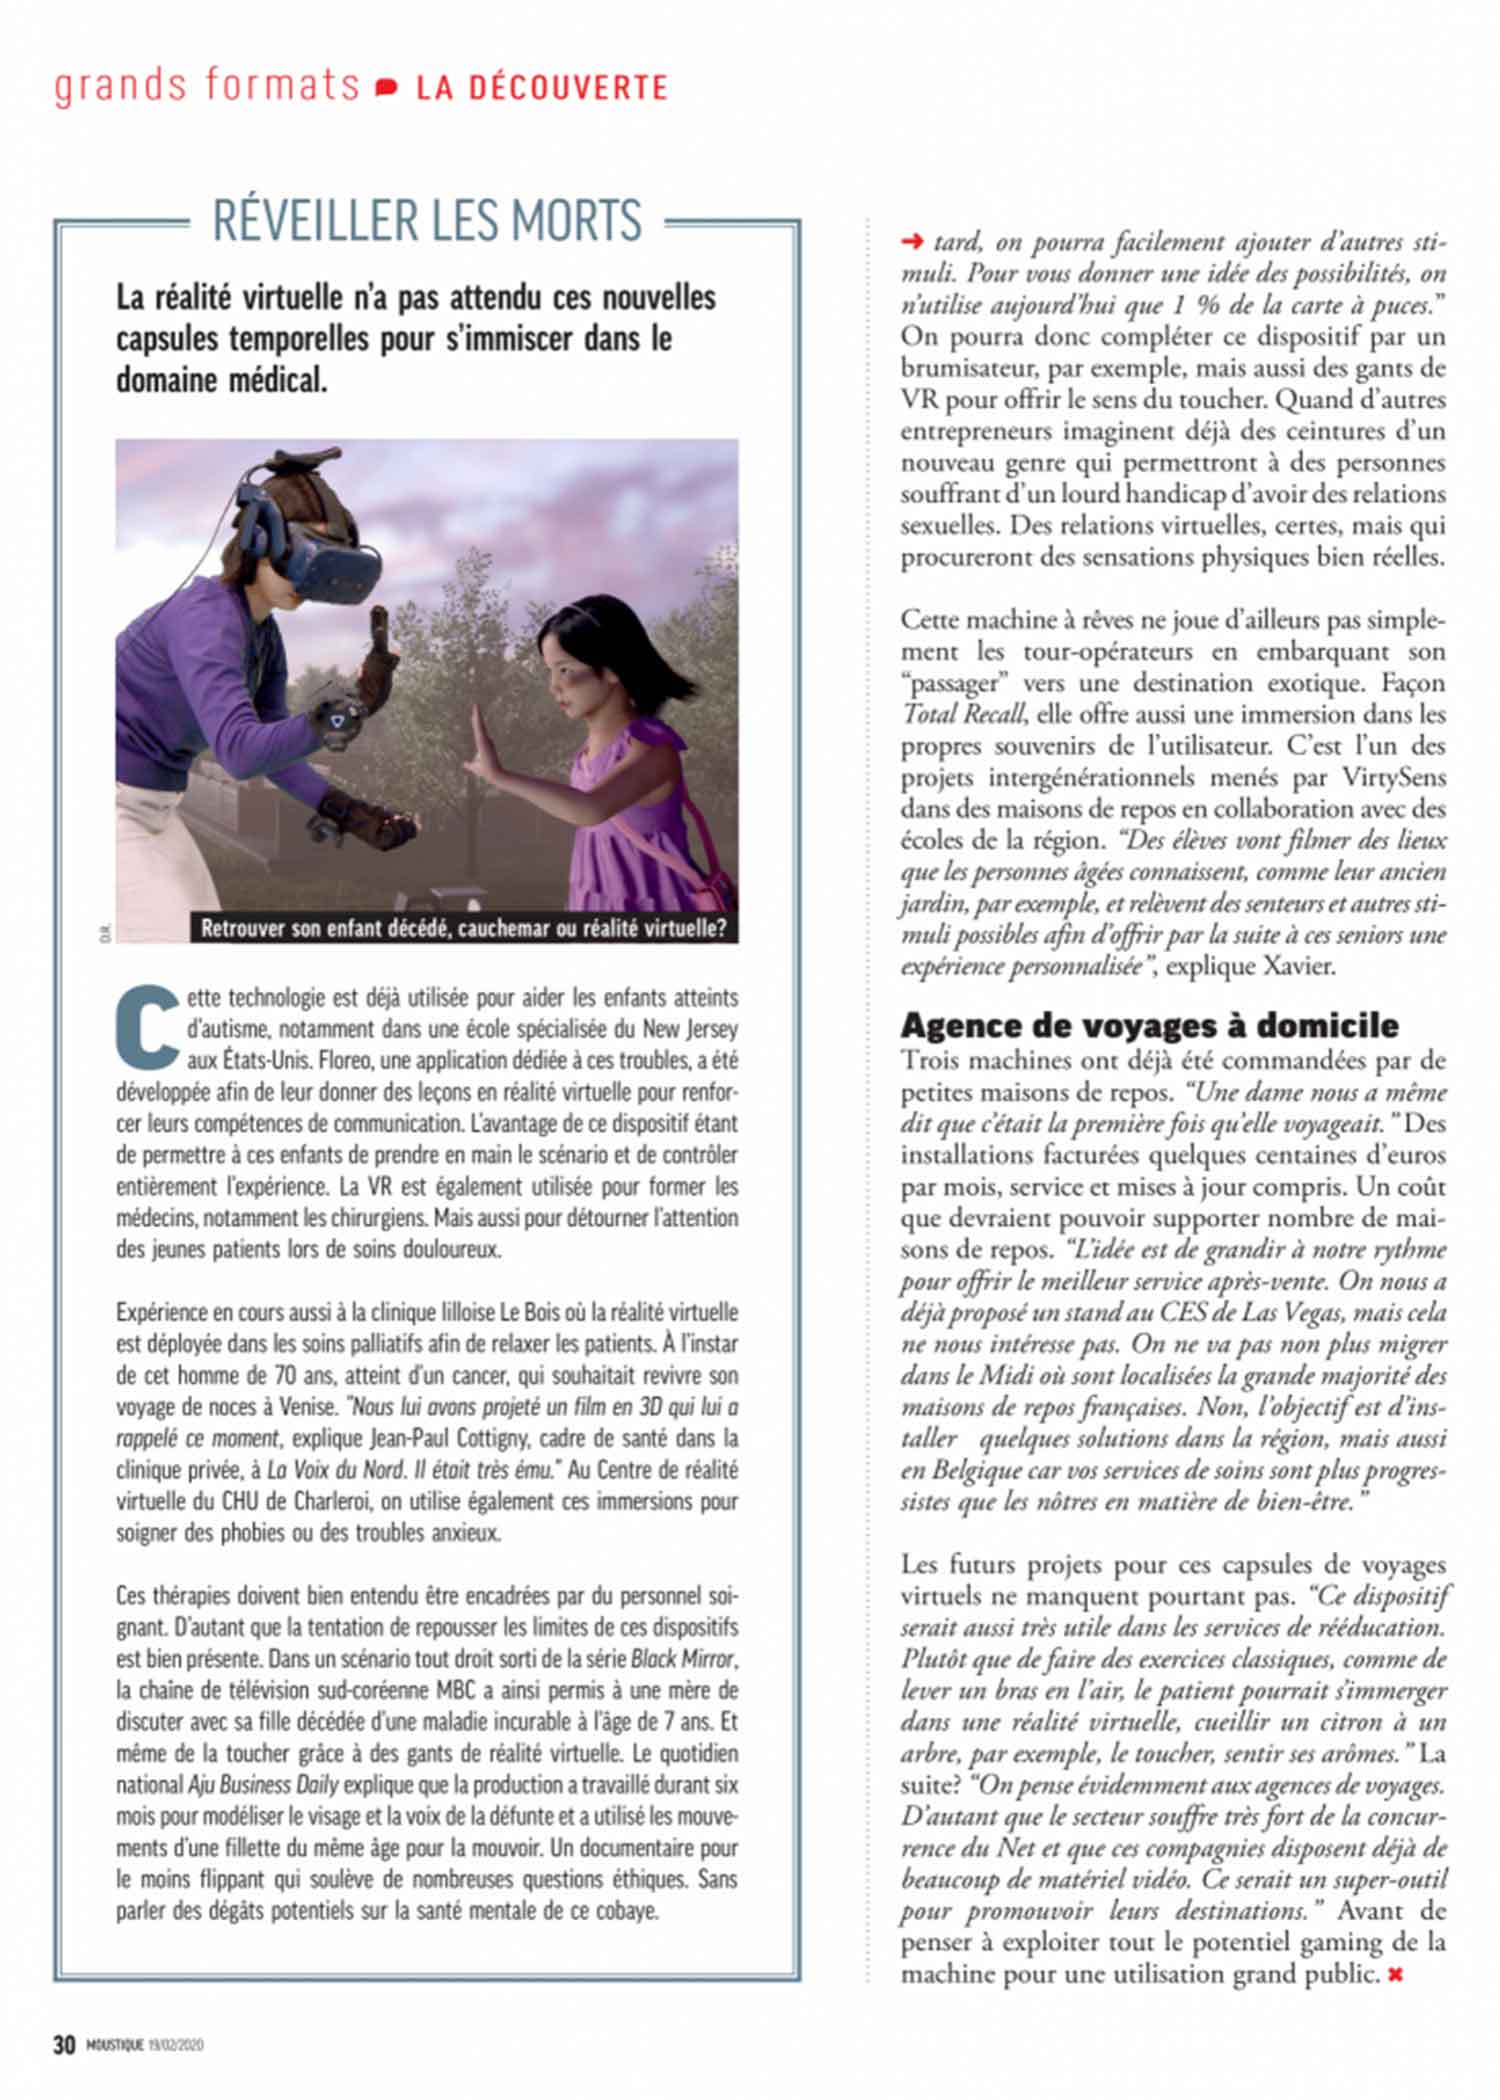 grands formats LA DÉCOUVERTE
RÉVEILLER LES MORTS
La réalité virtuelle n'a pas attendu ces nouvelles
capsules temporelles pour s'immiscer dans le
domaine médical.
D.R.
Retrouver son enfant décédé, cauchemar ou réalité virtuelle?
Cette technologie est déjà utilisée pour aider les enfants atteints
d'autisme, notamment dans une école spécialisée du New Jersey
aux États-Unis. Floreo, une application dédiée à ces troubles, a été
développée afin de leur donner des leçons en réalité virtuelle pour renfor-
cer leurs compétences de communication. L'avantage de ce dispositif étant
de permettre à ces enfants de prendre en main le scénario et de contrôler
entièrement l'expérience. La VR est également utilisée pour former les
médecins, notamment les chirurgiens. Mais aussi pour détourner l'attention
des jeunes patients lors de soins douloureux.
Expérience en cours aussi à la clinique lilloise Le Bois où la réalité virtuelle
est déployée dans les soins palliatifs afin de relaxer les patients. À l'instar
de cet homme de 70 ans, atteint d'un cancer, qui souhaitait revivre son
voyage de noces à Venise. "Nous lui avons projeté un film en 3D qui lui a
rappelé ce moment, explique Jean-Paul Cottigny, cadre de santé dans la
clinique privée, à La Voix du Nord. Il était très ému." Au Centre de réalité
virtuelle du CHU de Charleroi, on utilise également ces immersions pour
soigner des phobies ou des troubles anxieux.
Ces thérapies doivent bien entendu être encadrées par du personnel soi-
gnant. D'autant que la tentation de repousser les limites de ces dispositifs
est bien présente. Dans un scénario tout droit sorti de la série Black Mirror,
la chaîne de télévision sud-coréenne MBC a ainsi permis à une mère de
discuter avec sa fille décédée d'une maladie incurable à l'âge de 7 ans. Et
même de la toucher grâce à des gants de réalité virtuelle. Le quotidien
national Aju Business Daily explique que la production a travaillé durant six
mois pour modéliser le visage et la voix de la défunte et a utilisé les mouve-
ments d'une fillette du même âge pour la mouvoir. Un documentaire pour
le moins flippant qui soulève de nombreuses questions éthiques. Sans
parler des dégâts potentiels sur la santé mentale de ce cobaye.
➜ tard, on pourra facilement ajouter d'autres sti-
muli. Pour vous donner une idée des possibilités, on
n'utilise aujourd'hui que 1 % de la carte à puces."
On pourra donc compléter ce dispositif par un
brumisateur, par exemple, mais aussi des gants de
VR pour offrir le sens du toucher. Quand d'autres
entrepreneurs imaginent déjà des ceintures d'un
nouveau genre qui permettront à des personnes
souffrant d'un lourd handicap d'avoir des relations
sexuelles. Des relations virtuelles, certes, mais qui
procureront des sensations physiques bien réelles.
Cette machine à rêves ne joue d'ailleurs pas simple-
ment les tour-opérateurs en embarquant son
"passager" vers une destination exotique. Façon
Total Recall, elle offre aussi une immersion dans les
propres souvenirs de l'utilisateur. C'est l'un des
projets intergénérationnels menés par VirtySens
dans des maisons de repos en collaboration avec des
écoles de la région. "Des élèves vont filmer des lieux
que les personnes âgées connaissent, comme leur ancien
jardin, par exemple, et relèvent des senteurs et autres sti-
muli possibles afin d'offrir par la suite à ces seniors une
expérience personnalisée", explique Xavier.
Agence de voyages à domicile
Trois machines ont déjà été commandées par de
petites maisons de repos. "Une dame nous a même
dit que c'était la première fois qu'elle voyageait." Des
installations facturées quelques centaines d'euros
par mois, service et mises à jour compris. Un coût
que devraient pouvoir supporter nombre de mai-
sons de repos. "L'idée est de grandir à notre rythme
pour offrir le meilleur service après-vente. On nous a
déjà proposé un stand au CES de Las Vegas, mais cela
ne nous intéresse pas. On ne va pas non plus migrer
dans le Midi où sont localisées la grande majorité des
maisons de repos françaises. Non, l'objectif est d'ins-
taller quelques solutions dans la région, mais aussi
en Belgique car vos services de soins sont plus progres-
sistes que les nôtres en matière de bien-être."
Les futurs projets pour ces capsules de voyages
virtuels ne manquent pourtant pas. "Ce dispositif
serait aussi très utile dans les services de rééducation.
Plutôt que de faire des exercices classiques, comme de
lever un bras en l'air, le patient pourrait s'immerger
dans une réalité virtuelle, cueillir un citron à un
arbre, par exemple, le toucher, sentir ses arômes." La
suite? "On pense évidemment aux agences de voyages.
D'autant que le secteur souffre très fort de la concur-
rence du Net et que ces compagnies disposent déjà de
beaucoup de matériel vidéo. Ce serait un super-outil
pour promouvoir leurs destinations." Avant de
penser à exploiter tout le potentiel gaming de la
machine pour une utilisation grand public. ✖
30 MOUSTIQUE 19/02/2020